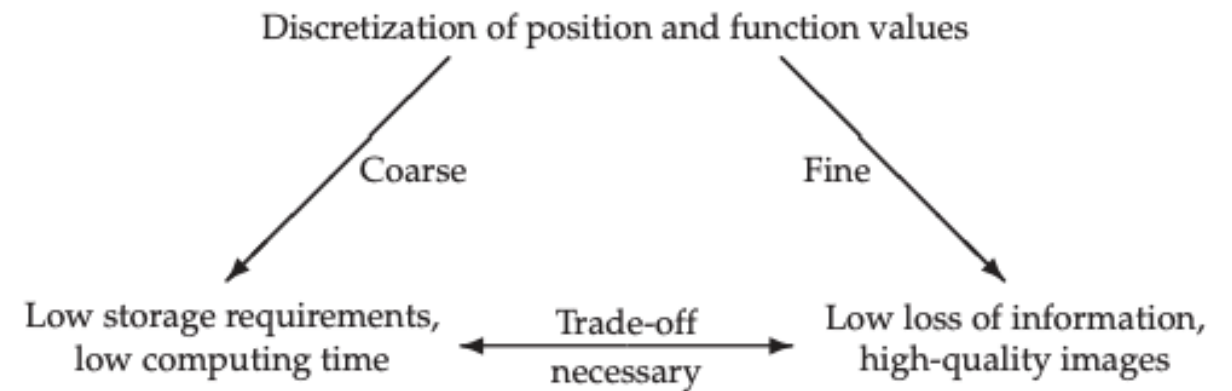 Discretization of position and function values
Coarse
Fine
Low storage requirements,
low computing time
Trade-off
necessary
Low loss of information,
high-quality images